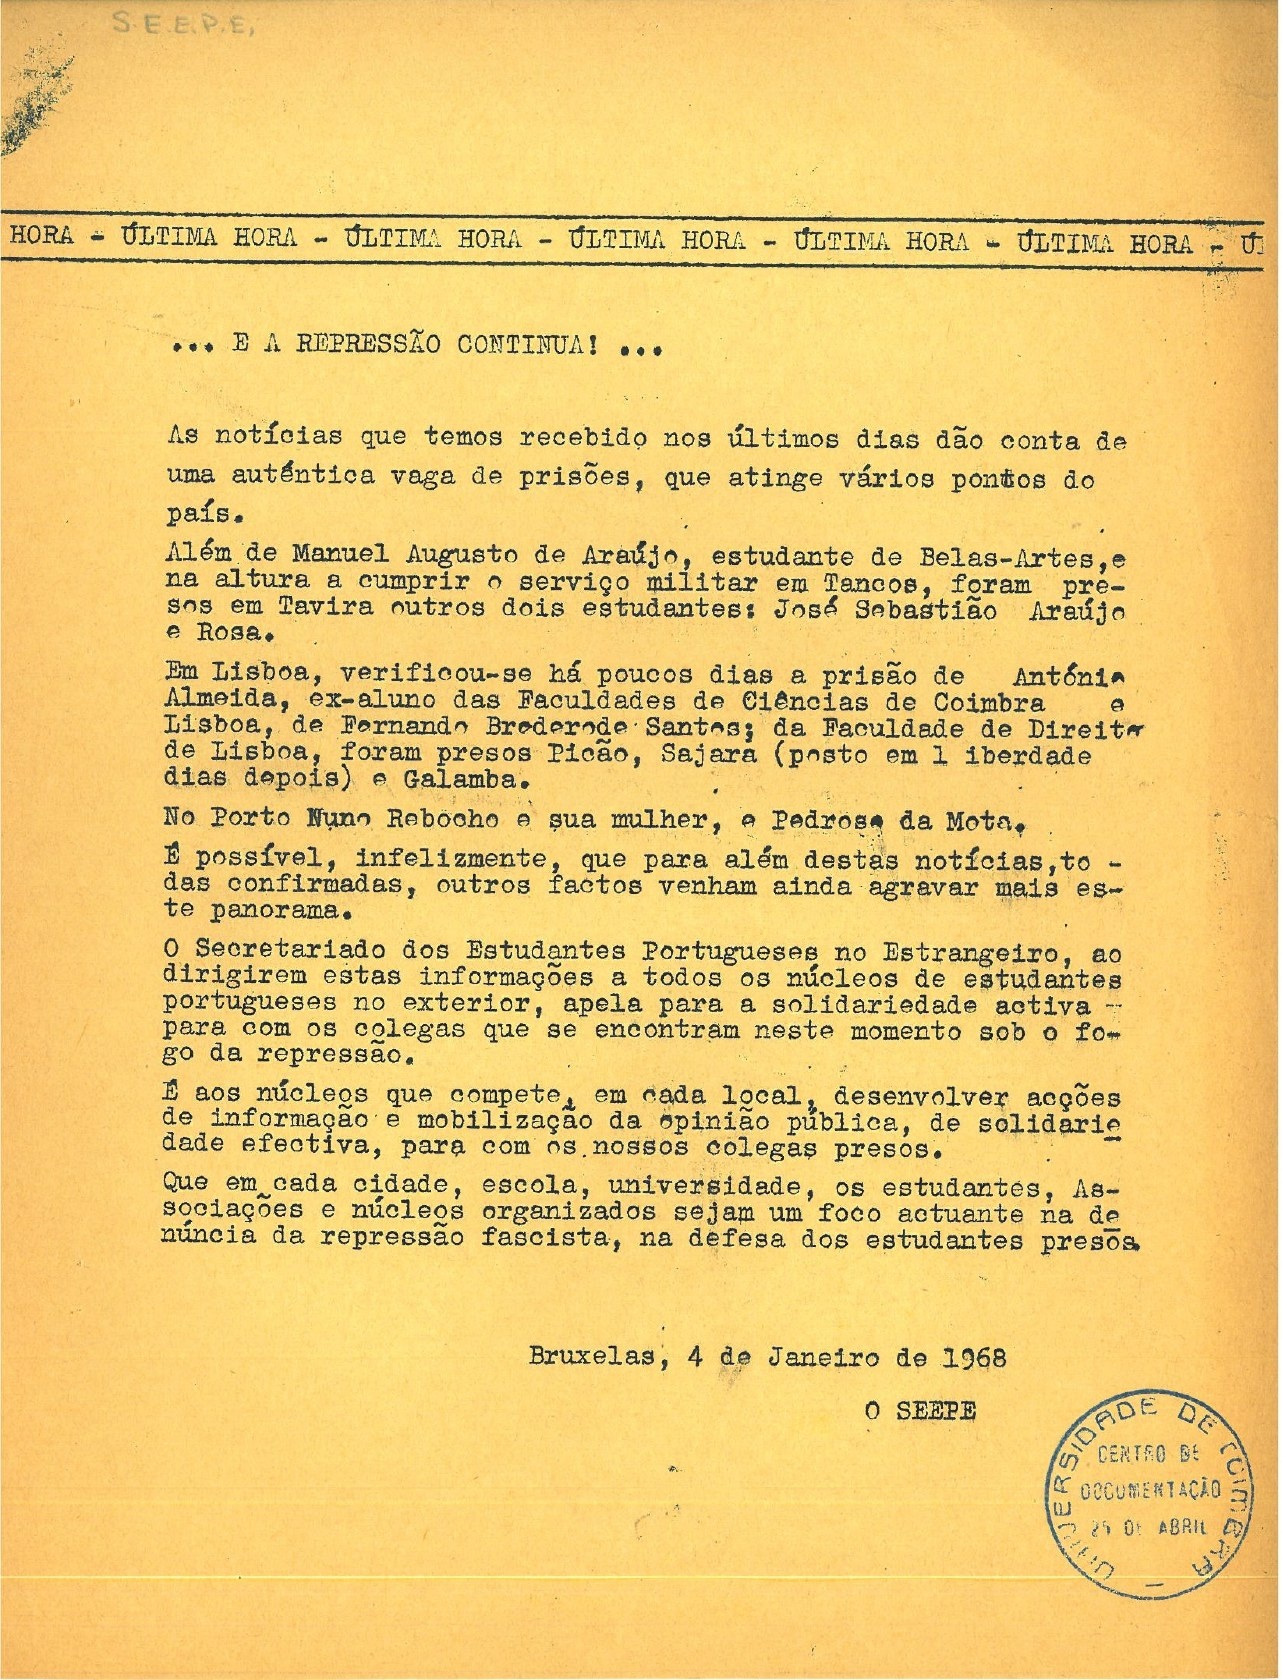 S.E.E.P.E,
HORA - ÚLTIMA HORA - ÚLTIMA HORA - ÚLTIMA HORA - ÚLTIMA HORA - ÚLTIMA HORA - Ú
... E A REPRESSÃO CONTINUA! ...
As notícias que temos recebido nos últimos dias dão conta de
uma auténtica vaga de prisões, que atinge vários pontos do
país.
Além de Manuel Augusto de Araújo, estudante de Belas-Artes,e
na altura a cumprir o serviço militar em Tancos, foram pre-
sos em Tavira outros dois estudantes: José Sebastião Araújo
e Rosa.
Em Lisboa, verificou-se há poucos dias a prisão de António
Almeida, ex-aluno das Faculdades de Ciências de Coimbra e
Lisboa, de Fernando Brederode Santos; da Faculdade de Direito
de Lisboa, foram presos Picão, Sajara (posto em l iberdade
dias depois) e Galamba.
No Porto Nuno Rebocho e sua mulher, e Pedrosa da Mota.
É possível, infelizmente, que para além destas notícias,to -
das confirmadas, outros factos venham ainda agravar mais es-
te panorama.
O Secretariado dos Estudantes Portugueses no Estrangeiro, ao
dirigirem estas informações a todos os núcleos de estudantes
portugueses no exterior, apela para a solidariedade activa -
para com os colegas que se encontram neste momento sob o fo-
go da repressão.
É aos núcleos que compete, em cada local, desenvolver acções
de informação e mobilização da opinião pública, de solidarie
dade efectiva, para com os nossos colegas presos.
Que em cada cidade, escola, universidade, os estudantes, As-
sociações e núcleos organizados sejam um foco actuante na de
núncia da repressão fascista, na defesa dos estudantes presos.
Bruxelas, 4 de Janeiro de 1968
O SEEPE
UNIVERSIDADE DE COIMBRA -
CENTRO DE
DOCUMENTAÇÃO
25 DE ABRIL